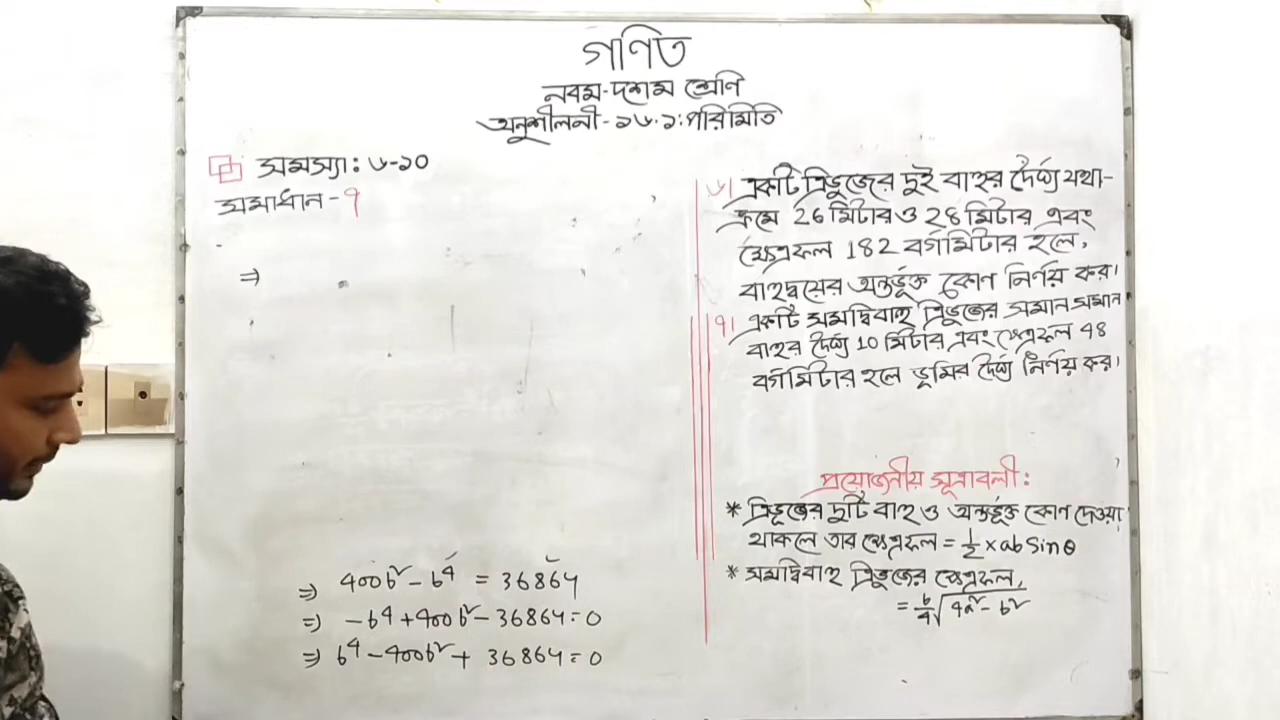 গণিত
নবম-দশম শ্রেণি
অনুশীলনী-১৬.১:পরিমিতি
সমস্যা: ৬-১০
সমাধান-৭
⇒
⇒ 400b² - b⁴ = 36864
⇒ -b⁴+400b²-36864=0
⇒ b⁴-400b²+ 36864=0
৬। একটি ত্রিভুজের দুই বাহুর দৈর্ঘ্য যথা-
ক্রমে 26 মিটার ও 28 মিটার এবং
ক্ষেত্রফল 182 বর্গমিটার হলে,
বাহুদ্বয়ের অন্তর্ভুক্ত কোণ নির্ণয় কর।
৭। একটি সমদ্বিবাহু ত্রিভুজের সমান সমান
বাহুর দৈর্ঘ্য 10 মিটার এবং ক্ষেত্রফল 48
বর্গমিটার হলে ভূমির দৈর্ঘ্য নির্ণয় কর।
প্রয়োজনীয় সূত্রাবলী:
* ত্রিভুজের দুটি বাহু ও অন্তর্ভূক্ত কোণ দেওয়া
থাকলে তার ক্ষেত্রফল = ½ × ab Sin θ
* সমদ্বিবাহু ত্রিভুজের ক্ষেত্রফল,
= b/4 √4a² - b²